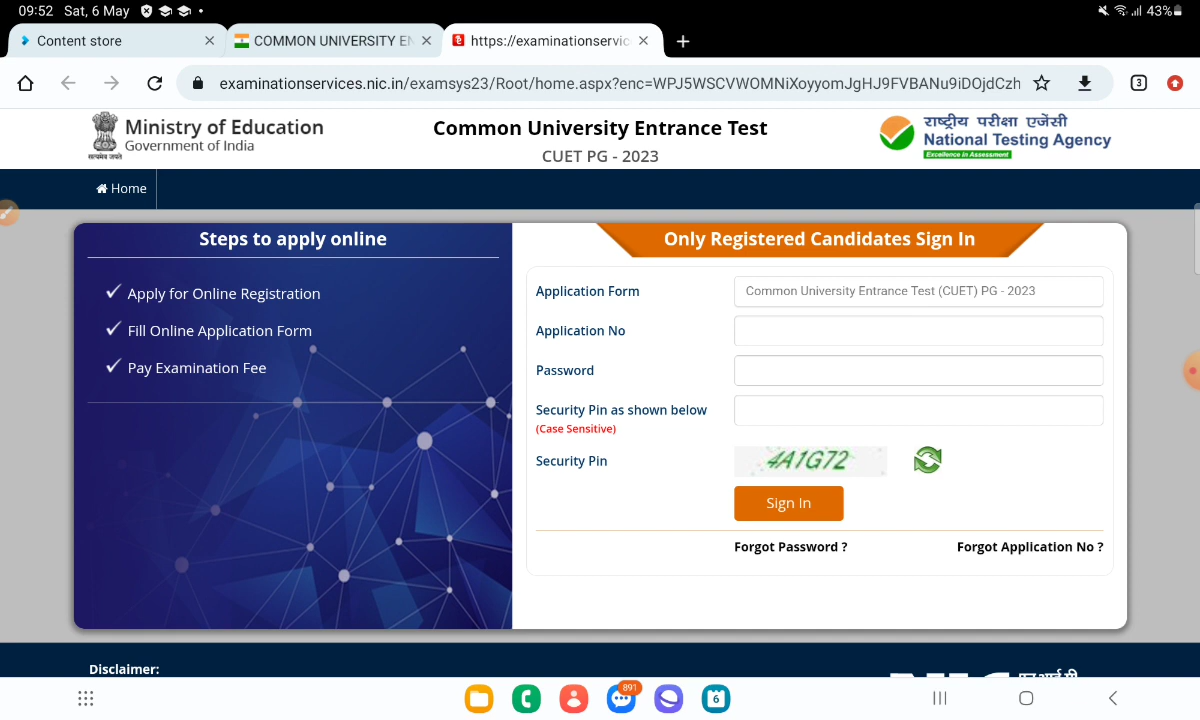 09:52 Sat, 6 May
43%
Content store
COMMON UNIVERSITY EN
https://examinationservic
examinationservices.nic.in/examsys23/Root/home.aspx?enc=WPJ5WSCVWOMNiXoyyomJgHJ9FVBANu9iDOjdCzh
3
Ministry of Education
Government of India
सत्यमेव जयते
Common University Entrance Test
CUET PG - 2023
राष्ट्रीय परीक्षा एजेंसी
National Testing Agency
Excellence in Assessment
Home
Steps to apply online
Apply for Online Registration
Fill Online Application Form
Pay Examination Fee
Only Registered Candidates Sign In
Application Form
Common University Entrance Test (CUET) PG - 2023
Application No
Password
Security Pin as shown below
(Case Sensitive)
Security Pin
4A1G72
Sign In
Forgot Password ?
Forgot Application No ?
Disclaimer:
891
6